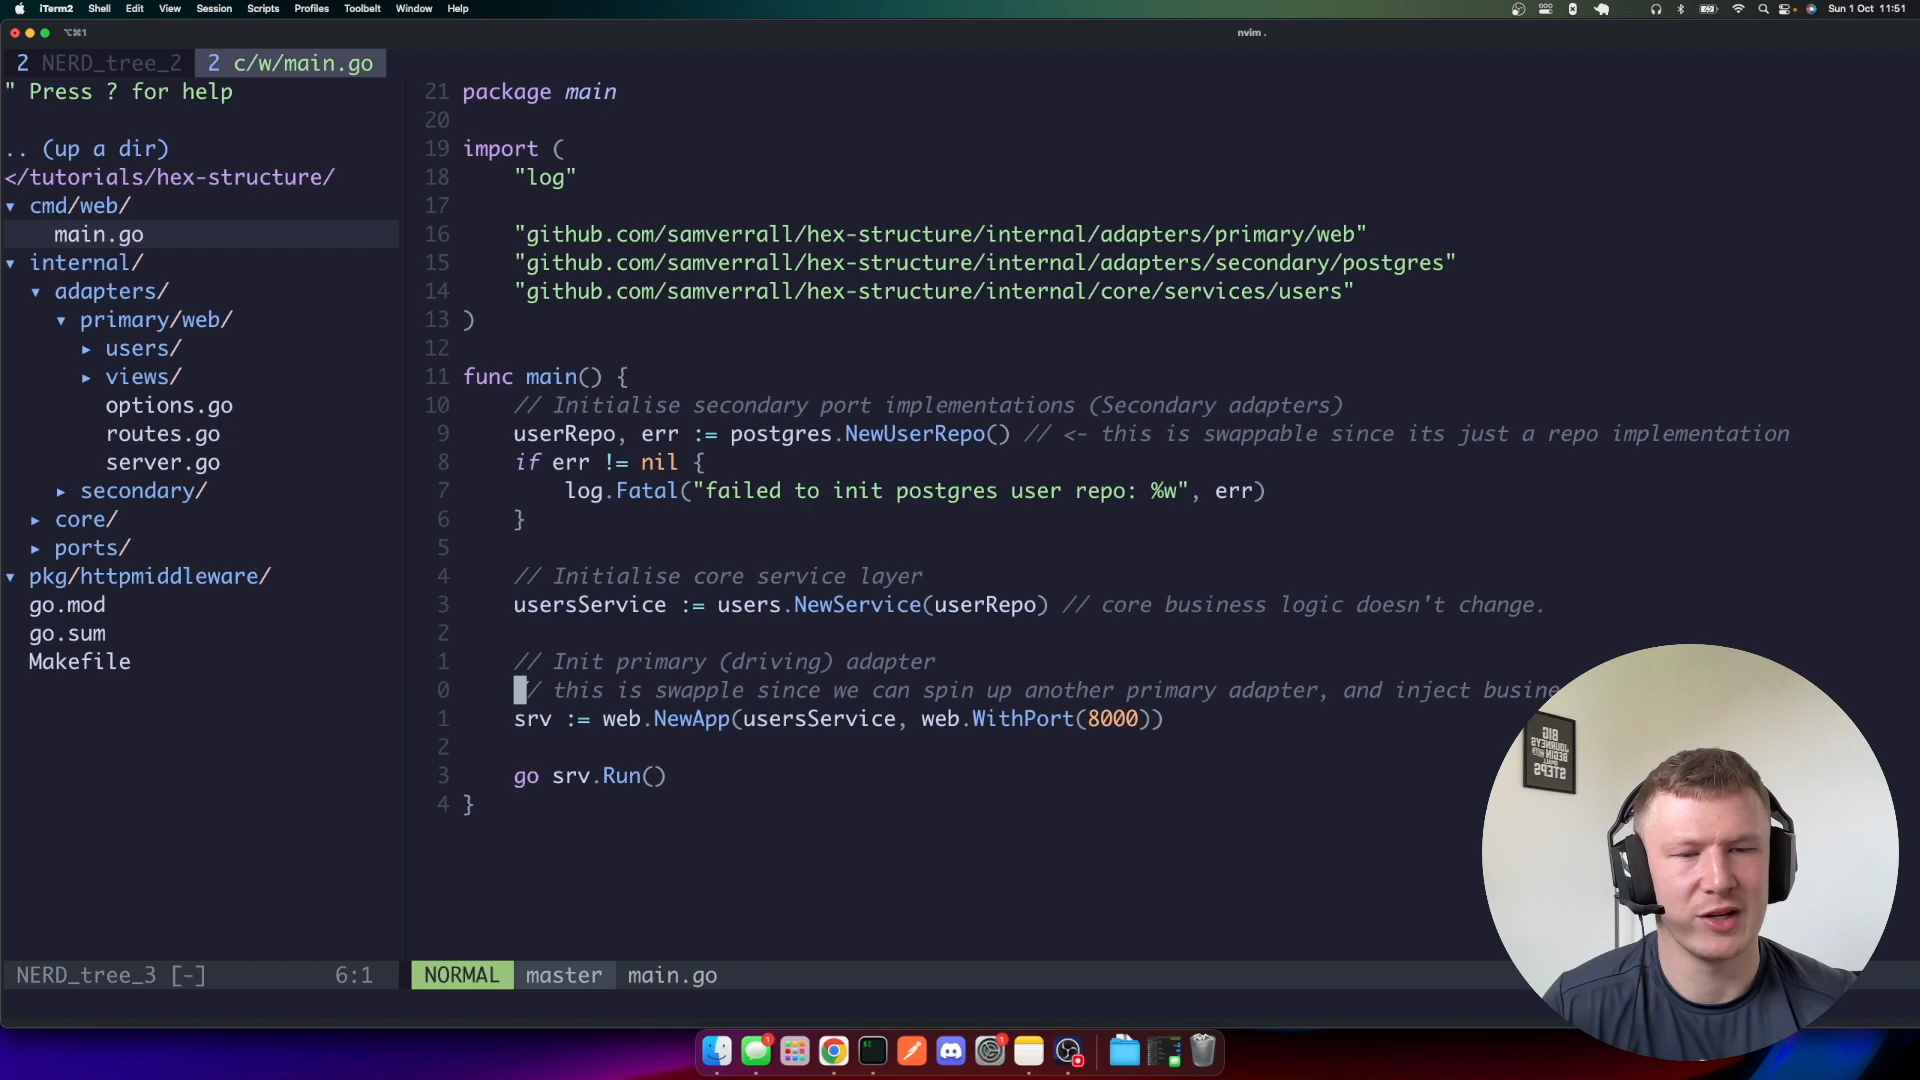 iTerm2 Shell Edit View Session Scripts Profiles Toolbelt Window Help Sun 1 Oct 11:51
⌥⌘1 nvim .
2 NERD_tree_2 2 c/w/main.go
" Press ? for help
.. (up a dir)
</tutorials/hex-structure/
▾ cmd/web/
main.go
▾ internal/
▾ adapters/
▾ primary/web/
▸ users/
▸ views/
options.go
routes.go
server.go
▸ secondary/
▸ core/
▸ ports/
▾ pkg/httpmiddleware/
go.mod
go.sum
Makefile
21 package main
20
19 import (
18 "log"
17
16 "github.com/samverrall/hex-structure/internal/adapters/primary/web"
15 "github.com/samverrall/hex-structure/internal/adapters/secondary/postgres"
14 "github.com/samverrall/hex-structure/internal/core/services/users"
13 )
12
11 func main() {
10 // Initialise secondary port implementations (Secondary adapters)
9 userRepo, err := postgres.NewUserRepo() // <- this is swappable since its just a repo implementation
8 if err != nil {
7 log.Fatal("failed to init postgres user repo: %w", err)
6 }
5
4 // Initialise core service layer
3 usersService := users.NewService(userRepo) // core business logic doesn't change.
2
1 // Init primary (driving) adapter
0 // this is swapple since we can spin up another primary adapter, and inject busine
1 srv := web.NewApp(usersService, web.WithPort(8000))
2
3 go srv.Run()
4 }
BIG
JOURNEYS
BEGIN WITH
SMALL
STEPS
NERD_tree_3 [-] 6:1 NORMAL master main.go
1
1